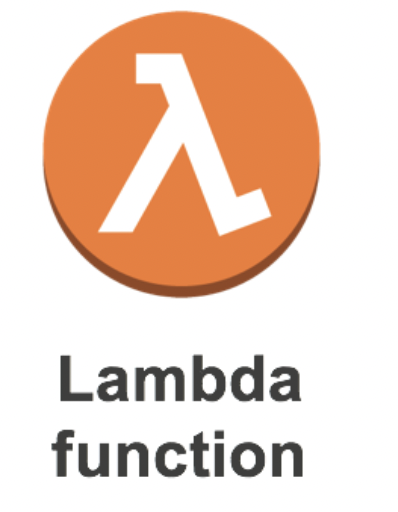 λ
Lambda
function